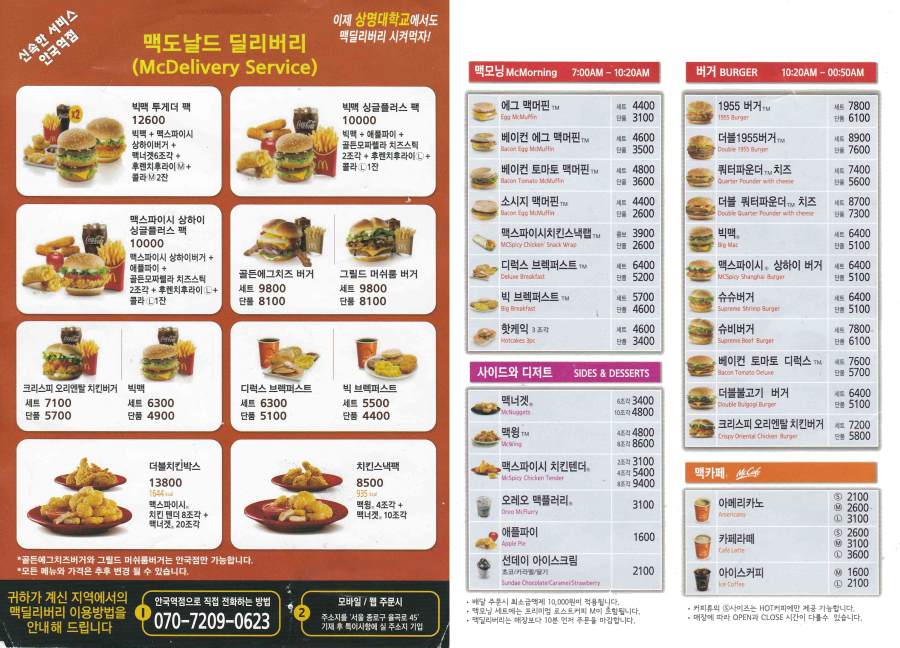 신속한 서비스
안국역점
이제 상명대학교에서도
맥딜리버리 시켜먹자!
맥도날드 딜리버리
(McDelivery Service)
x2
빅맥 투게더 팩
12600
빅맥 + 맥스파이시
상하이버거 +
맥너겟6조각 +
후렌치후라이Ⓜ +
콜라Ⓜ2잔
빅맥 싱글플러스 팩
10000
빅맥 + 애플파이 +
골든모짜렐라 치즈스틱
2조각 + 후렌치후라이Ⓛ +
콜라 Ⓛ1잔
맥스파이시 상하이
싱글플러스 팩
10000
맥스파이시 상하이버거 +
애플파이 +
골든모짜렐라 치즈스틱
2조각 + 후렌치후라이Ⓛ +
콜라 Ⓛ1잔
골든에그치즈 버거
세트 9800
단품 8100
그릴드 머쉬룸 버거
세트 9800
단품 8100
크리스피 오리엔탈 치킨버거
세트 7100
단품 5700
빅맥
세트 6300
단품 4900
디럭스 브렉퍼스트
세트 6300
단품 5100
빅 브렉퍼스트
세트 5500
단품 4400
더블치킨박스
13800
1644 kcal
맥스파이시®
치킨 텐더 8조각 +
맥너겟® 20조각
치킨스낵팩
8500
935 kcal
맥윙® 4조각 +
맥너겟® 10조각
*골든에그치즈버거와 그릴드 머쉬룸버거는 안국점만 가능합니다.
*모든 메뉴와 가격은 추후 변경 될 수 있습니다.
귀하가 계신 지역에서의
맥딜리버리 이용방법을
안내해 드립니다
1
안국역점으로 직접 전화하는 방법
070-7209-0623
2
모바일 / 웹 주문시
주소지를 '서울 종로구 율곡로 45'
기재 후 특이사항에 실 주소지 기입
맥모닝 McMorning 7:00AM – 10:20AM
에그 맥머핀 TM 세트 4400
Egg McMuffin 단품 3100
베이컨 에그 맥머핀TM 세트 4600
Bacon Egg McMuffin 단품 3500
베이컨 토마토 맥머핀TM 세트 4800
Bacon Tomato McMuffin 단품 3600
소시지 맥머핀TM 세트 4400
Bacon Egg McMuffin 단품 2600
맥스파이시치킨스낵랩TM 콤보 3900
MCSpicy Chicken Snack Wrap 단품 2600
디럭스 브렉퍼스트TM 세트 6400
Deluxe Breakfast 단품 5200
빅 브렉퍼스트 TM 세트 5700
Big Breakfast 단품 4600
핫케익 3 조각 세트 4600
Hotcakes 3pc 단품 3400
사이드와 디저트 SIDES & DESSERTS
맥너겟® 6조각 3400
McNuggets 10조각 4800
맥윙TM 4조각 4800
McWing 8조각 8600
맥스파이시 치킨텐더® 2조각 3100
McSpicy Chicken Tender 4조각 5400
8조각 9400
오레오 맥플러리® 3100
Oreo McFlurry
애플파이 1600
Apple Pie
선데이 아이스크림
초코/카라멜/딸기 2100
Sundae Chocolate/Caramel/Strawberry
• 배달 주문시 최소금액제 10,000원이 적용됩니다.
• 맥모닝 세트에는 프리미엄 로스트커피 M이 포함됩니다.
• 맥딜리버리는 매장보다 10분 먼저 주문을 마감합니다.
버거 BURGER 10:20AM – 00:50AM
1955 버거TM 세트 7800
1955 Burger 단품 6100
더블1955버거TM 세트 8900
Double 1955 Burger 단품 7600
쿼터파운더TM치즈 세트 7400
Quarter Pounder with cheese 단품 5600
더블 쿼터파운더TM 치즈 세트 8700
Double Quarter Pounder with cheese 단품 7300
빅맥® 세트 6400
Big Mac 단품 5100
맥스파이시® 상하이 버거 세트 6400
MCSpicy Shanghai Burger 단품 5100
슈슈버거 세트 6400
Supreme Shrimp Burger 단품 5100
슈비버거 세트 7800
Supreme Beef Burger 단품 6100
베이컨 토마토 디럭스 TM 세트 7600
Bacon Tomato Deluxe 단품 5700
더블불고기 버거 세트 6400
Double Bulgogi Burger 단품 5100
크리스피 오리엔탈 치킨버거 세트 7200
Crispy Oriental Chicken Burger 단품 5800
맥카페® McCafé
아메리카노 Ⓢ 2100
Americano Ⓜ 2600
Ⓛ 3100
카페라떼 Ⓢ 2600
Café Latte Ⓜ 3100
Ⓛ 3600
아이스커피 Ⓜ 1600
Ice Coffee Ⓛ 2100
• 커피류의 Ⓢ사이즈는 HOT커피에만 제공 가능합니다.
• 매장에 따라 OPEN과 CLOSE 시간이 다를수 있습니다.